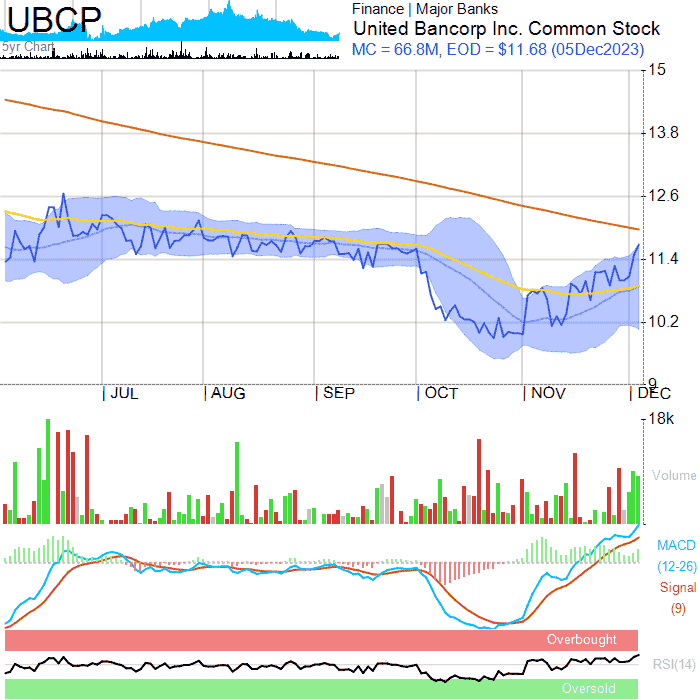 UBCP
5yr Chart
Finance | Major Banks
United Bancorp Inc. Common Stock
MC = 66.8M, EOD = $11.68 (05Dec2023)
15
13.8
12.6
11.4
10.2
9
JUL AUG SEP OCT NOV DEC
18k
Volume
MACD
(12-26)
Signal
(9)
Overbought
RSI(14)
Oversold